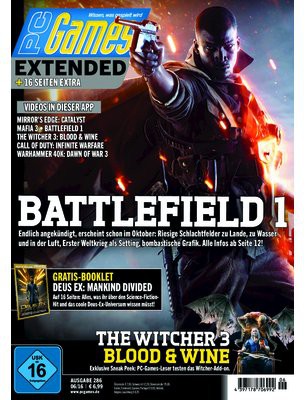 Wissen, was gespielt wird!
PC Games
EXTENDED
+ 16 SEITEN EXTRA
VIDEOS IN DIESER APP
MIRROR'S EDGE: CATALYST
MAFIA 3 • BATTLEFIELD 1
THE WITCHER 3: BLOOD & WINE
CALL OF DUTY: INFINITE WARFARE
WARHAMMER 40K: DAWN OF WAR 3
BATTLEFIELD 1
Endlich angekündigt, erscheint schon im Oktober: Riesige Schlachtfelder zu Lande, zu Wasser
und in der Luft, Erster Weltkrieg als Setting, bombastische Grafik. Alle Infos ab Seite 12!
GRATIS-BOOKLET
DEUS EX: MANKIND DIVIDED
Auf 16 Seiten: Alles, was ihr über den Science-Fiction-
Hit und das coole Deus-Ex-Universum wissen müsst!
THE WITCHER 3
BLOOD & WINE
Exklusive Sneak Peek: PC-Games-Leser testen das Witcher-Add-on.
USK
16
AUSGABE 286
06/16 | € 6,99
www.pcgames.de
06
4 391178 706992